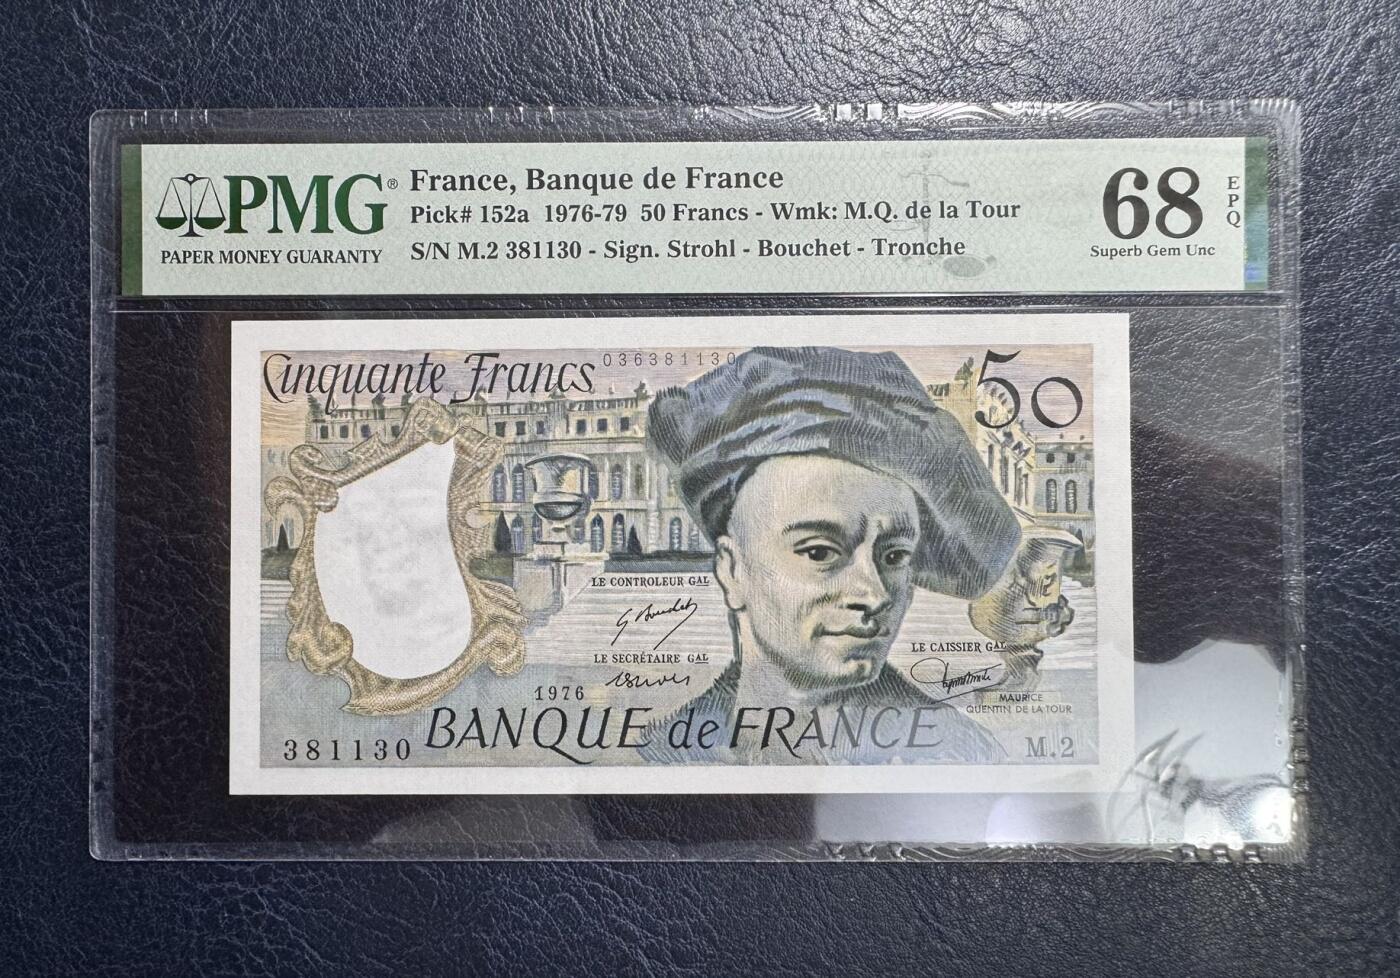 PMG®
PAPER MONEY GUARANTY
France, Banque de France
Pick# 152a 1976-79 50 Francs - Wmk: M.Q. de la Tour
S/N M.2 381130 - Sign. Strohl - Bouchet - Tronche
68
Superb Gem Unc
EPQ
Cinquante Francs
036381130
50
LE CONTROLEUR GAL
G Bouchet
LE SECRÉTAIRE GAL
LE CAISSIER GAL
MAURICE
QUENTIN DE LA TOUR
1976
BANQUE de FRANCE
381130
M.2